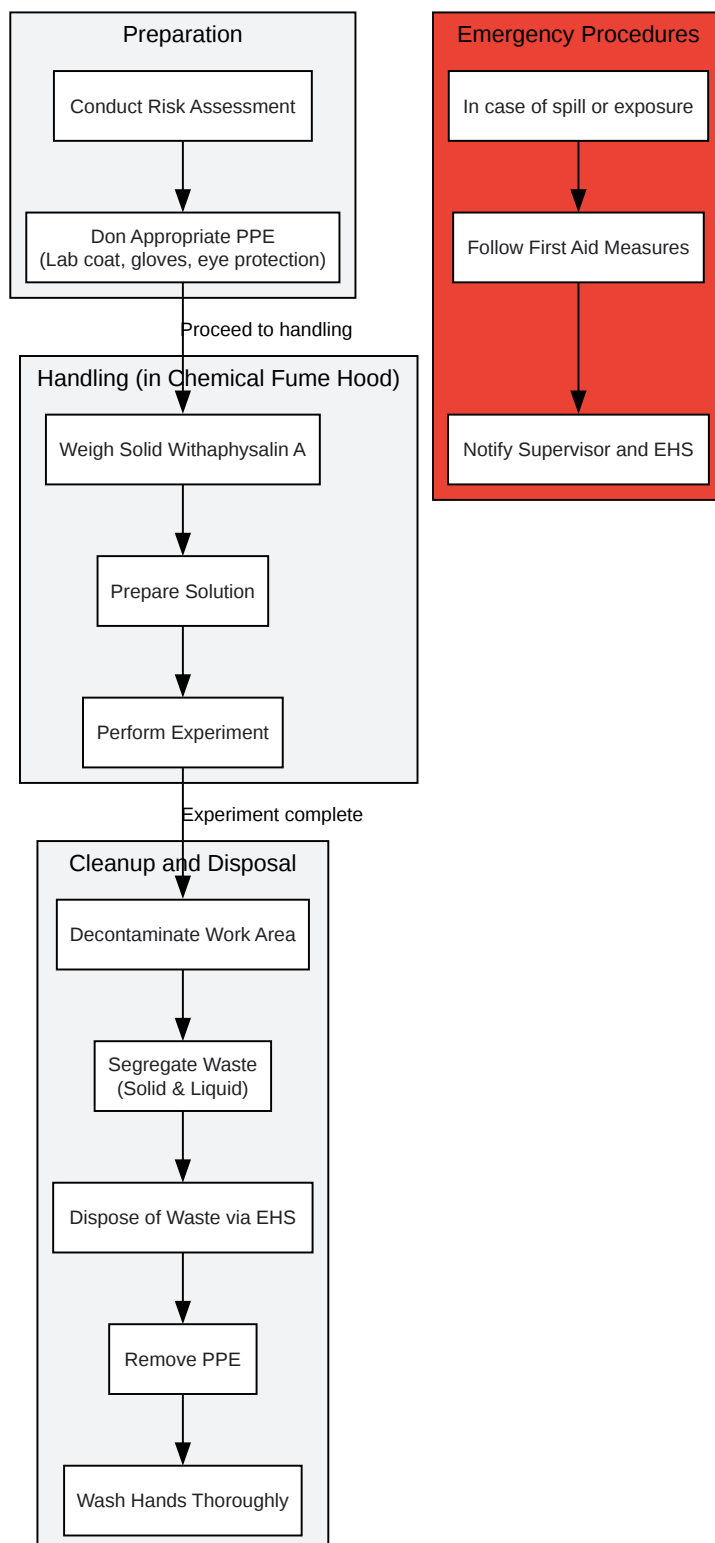 Preparation
Conduct Risk Assessment
Don Appropriate PPE
(Lab coat, gloves, eye protection)
Proceed to handling
Handling (in Chemical Fume Hood)
Weigh Solid Withaphysalin A
Prepare Solution
Perform Experiment
Experiment complete
Cleanup and Disposal
Decontaminate Work Area
Segregate Waste
(Solid & Liquid)
Dispose of Waste via EHS
Remove PPE
Wash Hands Thoroughly
Emergency Procedures
In case of spill or exposure
Follow First Aid Measures
Notify Supervisor and EHS